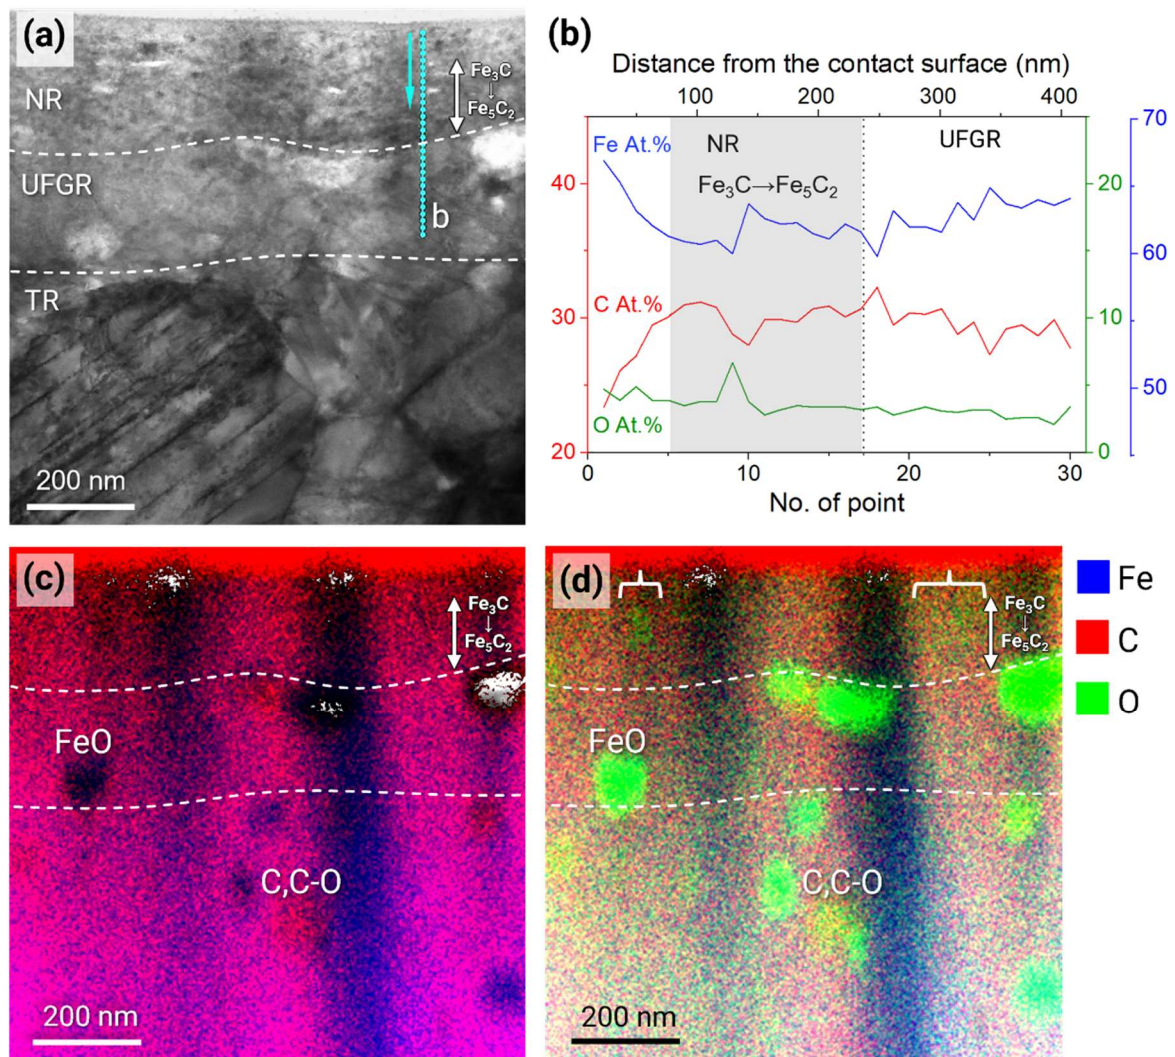 (a)
NR
Fe₃C
↓
Fe₅C₂
UFGR
b
TR
200 nm
(b)
Distance from the contact surface (nm)
0 100 200 300 400
Fe At.% NR UFGR
Fe₃C→Fe₅C₂
C At.%
O At.%
40
30
20
20
10
0
70
60
50
0 10 20 30
No. of point
(c)
Fe₃C
↓
Fe₅C₂
FeO
C,C-O
200 nm
(d)
Fe₃C
↓
Fe₅C₂
FeO
C,C-O
200 nm
Fe
C
O